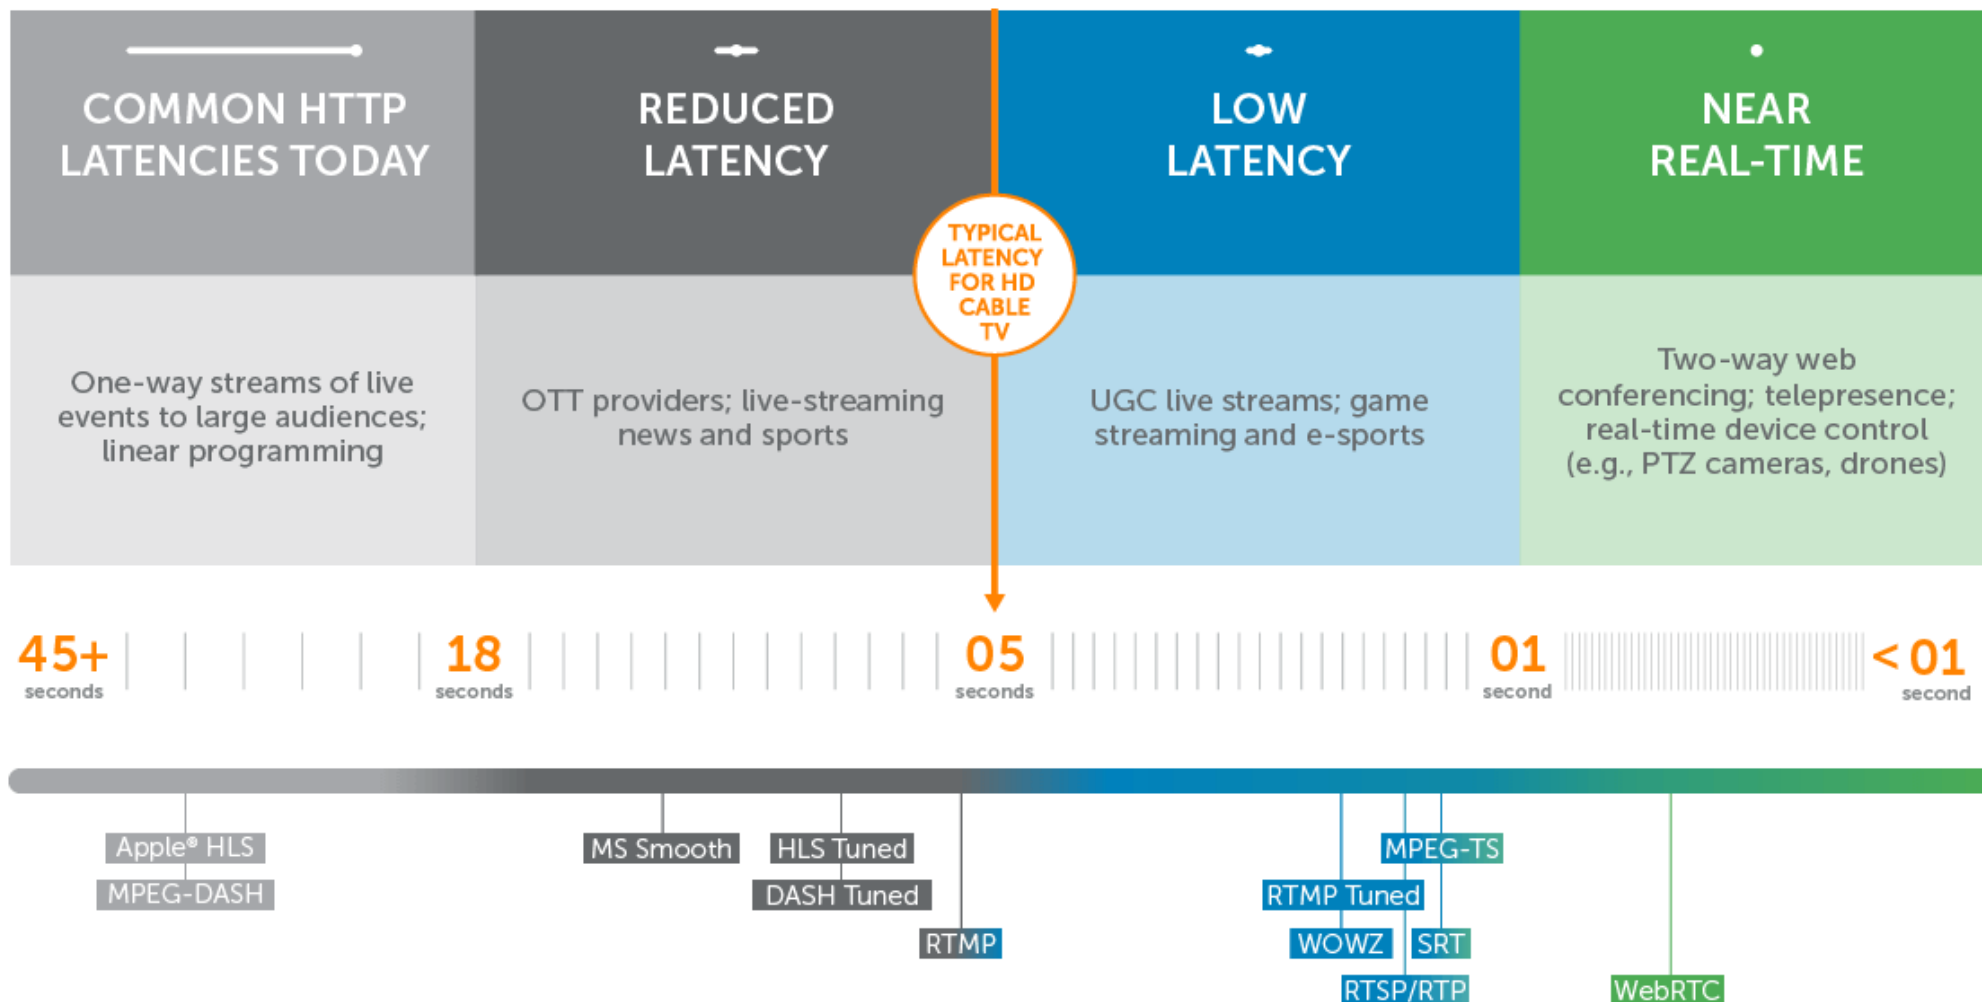 COMMON HTTP
LATENCIES TODAY
REDUCED
LATENCY
LOW
LATENCY
NEAR
REAL-TIME
TYPICAL
LATENCY
FOR HD
CABLE
TV
One-way streams of live
events to large audiences;
linear programming
OTT providers; live-streaming
news and sports
UGC live streams; game
streaming and e-sports
Two-way web
conferencing; telepresence;
real-time device control
(e.g., PTZ cameras, drones)
45+
seconds
18
seconds
05
seconds
01
second
< 01
second
Apple® HLS
MPEG-DASH
MS Smooth
HLS Tuned
DASH Tuned
RTMP
MPEG-TS
RTMP Tuned
WOWZ
SRT
RTSP/RTP
WebRTC